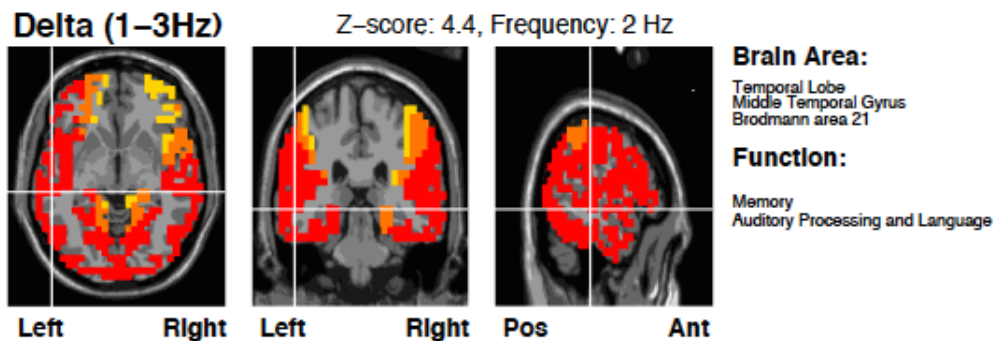 Delta (1–3Hz)
Z–score: 4.4, Frequency: 2 Hz
Brain Area:
Temporal Lobe
Middle Temporal Gyrus
Brodmann area 21
Function:
Memory
Auditory Processing and Language
Left Right Left Right Pos Ant